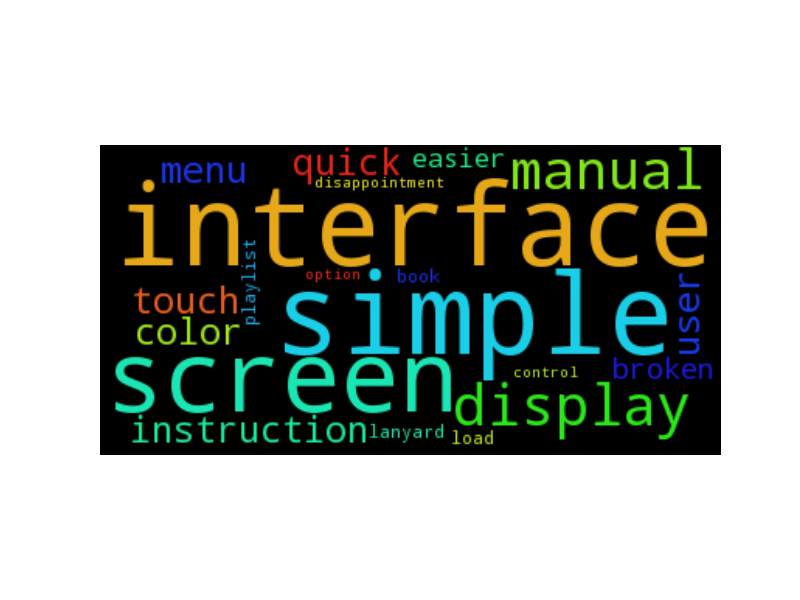 quick easier manual
menu
disappointment
interface
playlist
option book
simple
user
touch
color
screen
control broken
display
instruction lanyard load